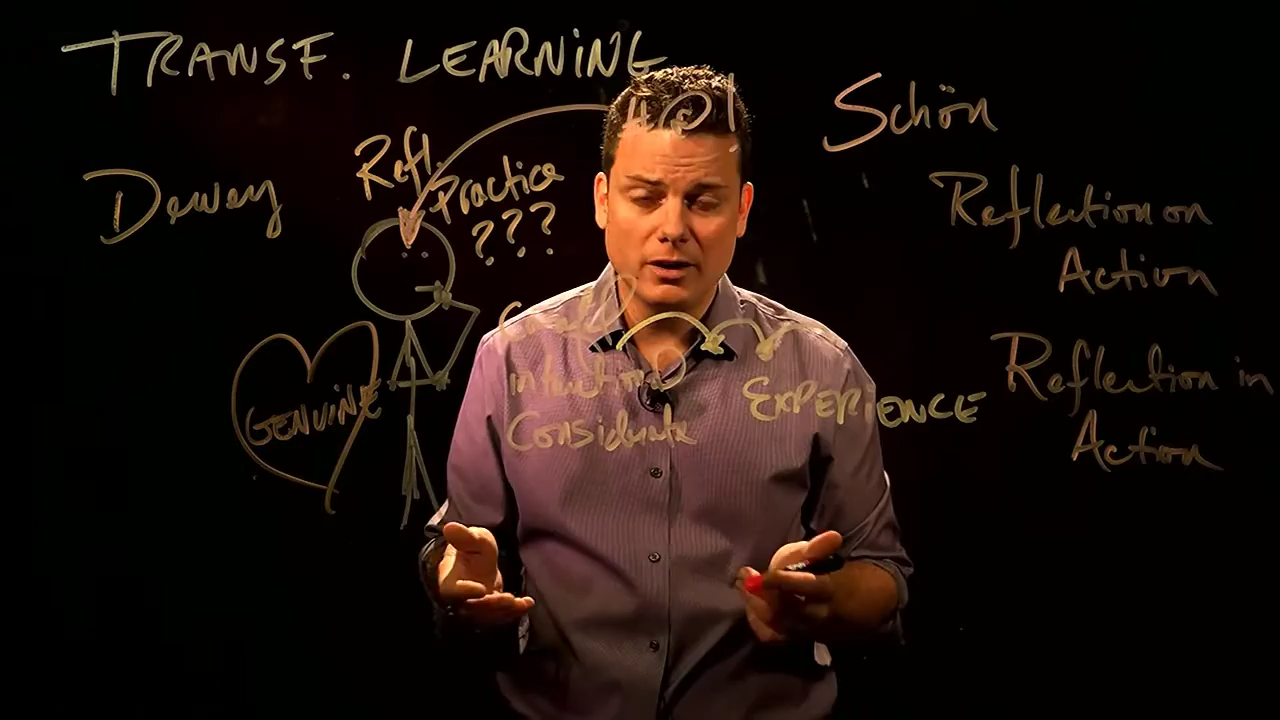 TRANSF. LEARNING
Schön
Dewey
Refl.
Practice
???
Reflection on
Action
GENUINE
EXPERIENCE
Considerate
Reflection in
Action